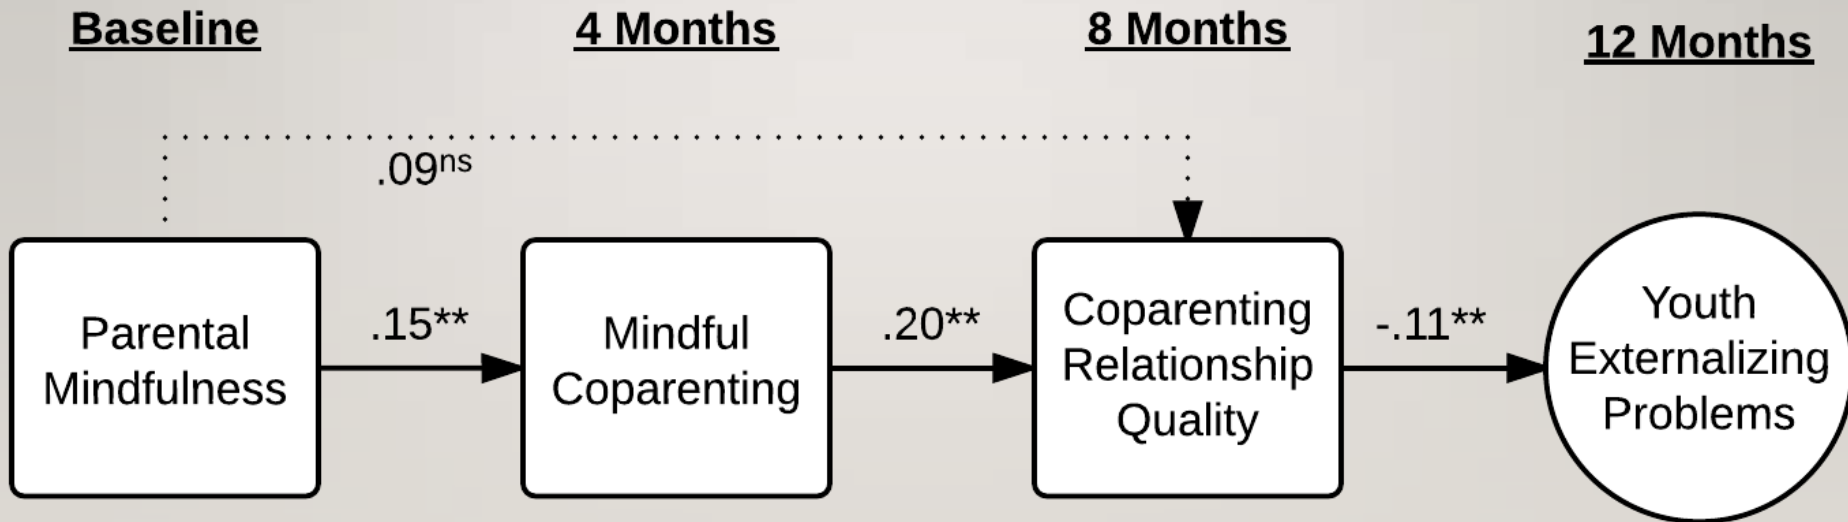 Baseline
4 Months
8 Months
12 Months
.09ns
Parental
Mindfulness
.15**
Mindful
Coparenting
.20**
Coparenting
Relationship
Quality
-.11**
Youth
Externalizing
Problems